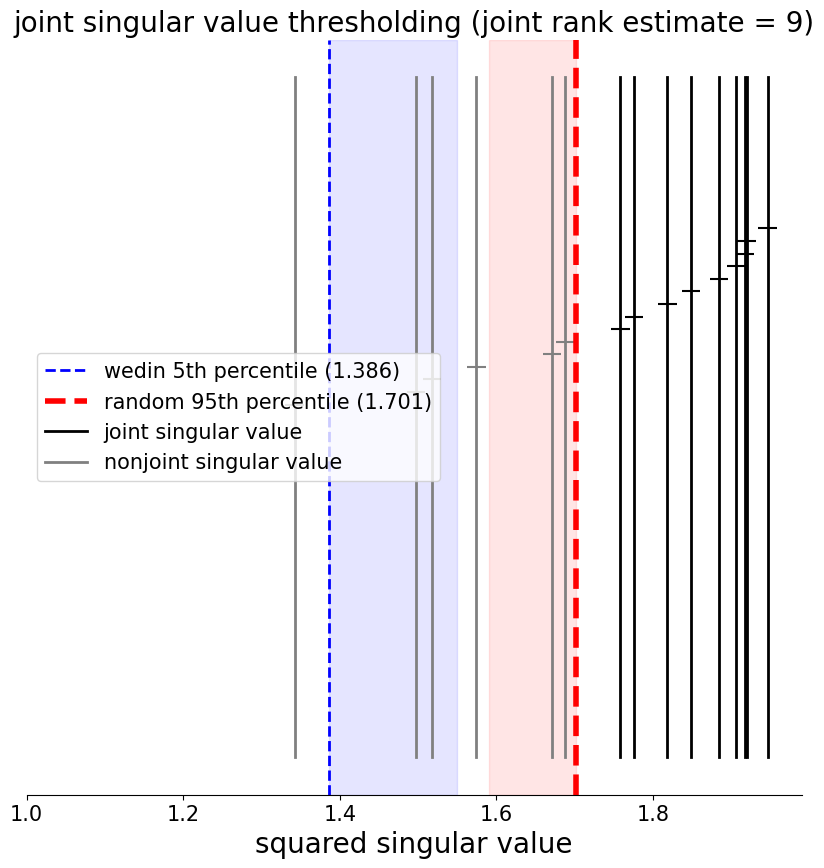 joint singular value thresholding (joint rank estimate = 9)
wedin 5th percentile (1.386)
random 95th percentile (1.701)
joint singular value
nonjoint singular value
1.0 1.2 1.4 1.6 1.8
squared singular value